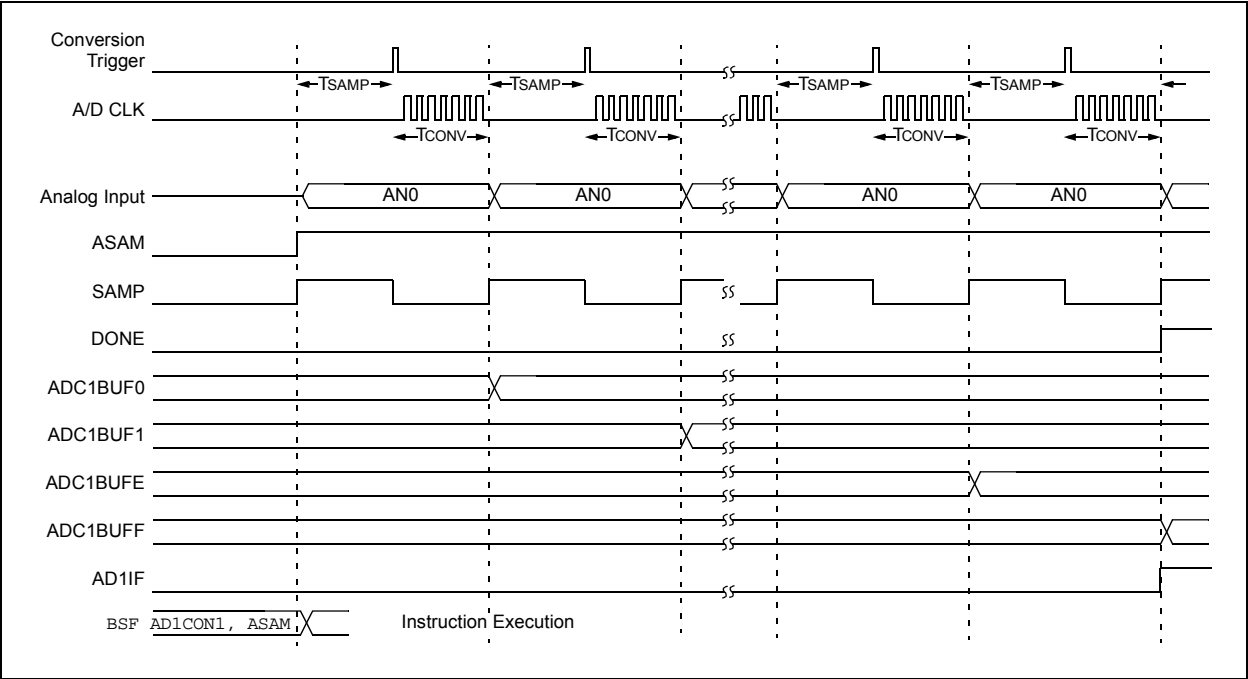 Conversion
Trigger
TSAMP TSAMP TSAMP TSAMP
A/D CLK
TCONV TCONV TCONV TCONV
Analog Input AN0 AN0 AN0 AN0
ASAM
SAMP
DONE
ADC1BUF0
ADC1BUF1
ADC1BUFE
ADC1BUFF
AD1IF
BSF AD1CON1, ASAM Instruction Execution